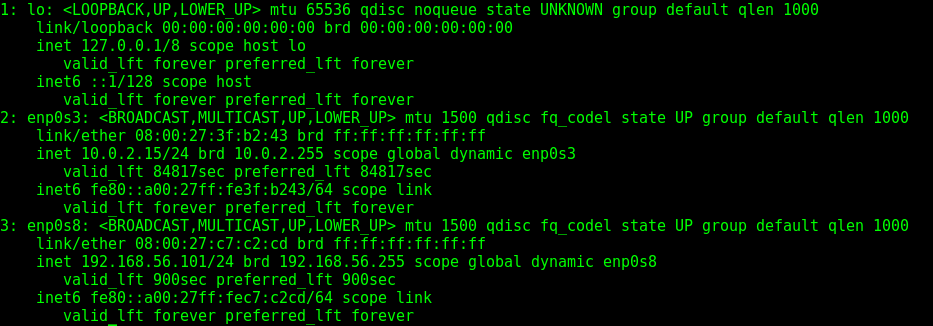 1: lo: <LOOPBACK,UP,LOWER_UP> mtu 65536 qdisc noqueue state UNKNOWN group default qlen 1000
link/loopback 00:00:00:00:00:00 brd 00:00:00:00:00:00
inet 127.0.0.1/8 scope host lo
valid_lft forever preferred_lft forever
inet6 ::1/128 scope host
valid_lft forever preferred_lft forever
2: enp0s3: <BROADCAST,MULTICAST,UP,LOWER_UP> mtu 1500 qdisc fq_codel state UP group default qlen 1000
link/ether 08:00:27:3f:b2:43 brd ff:ff:ff:ff:ff:ff
inet 10.0.2.15/24 brd 10.0.2.255 scope global dynamic enp0s3
valid_lft 84817sec preferred_lft 84817sec
inet6 fe80::a00:27ff:fe3f:b243/64 scope link
valid_lft forever preferred_lft forever
3: enp0s8: <BROADCAST,MULTICAST,UP,LOWER_UP> mtu 1500 qdisc fq_codel state UP group default qlen 1000
link/ether 08:00:27:c7:c2:cd brd ff:ff:ff:ff:ff:ff
inet 192.168.56.101/24 brd 192.168.56.255 scope global dynamic enp0s8
valid_lft 900sec preferred_lft 900sec
inet6 fe80::a00:27ff:fec7:c2cd/64 scope link
valid_lft forever preferred_lft forever